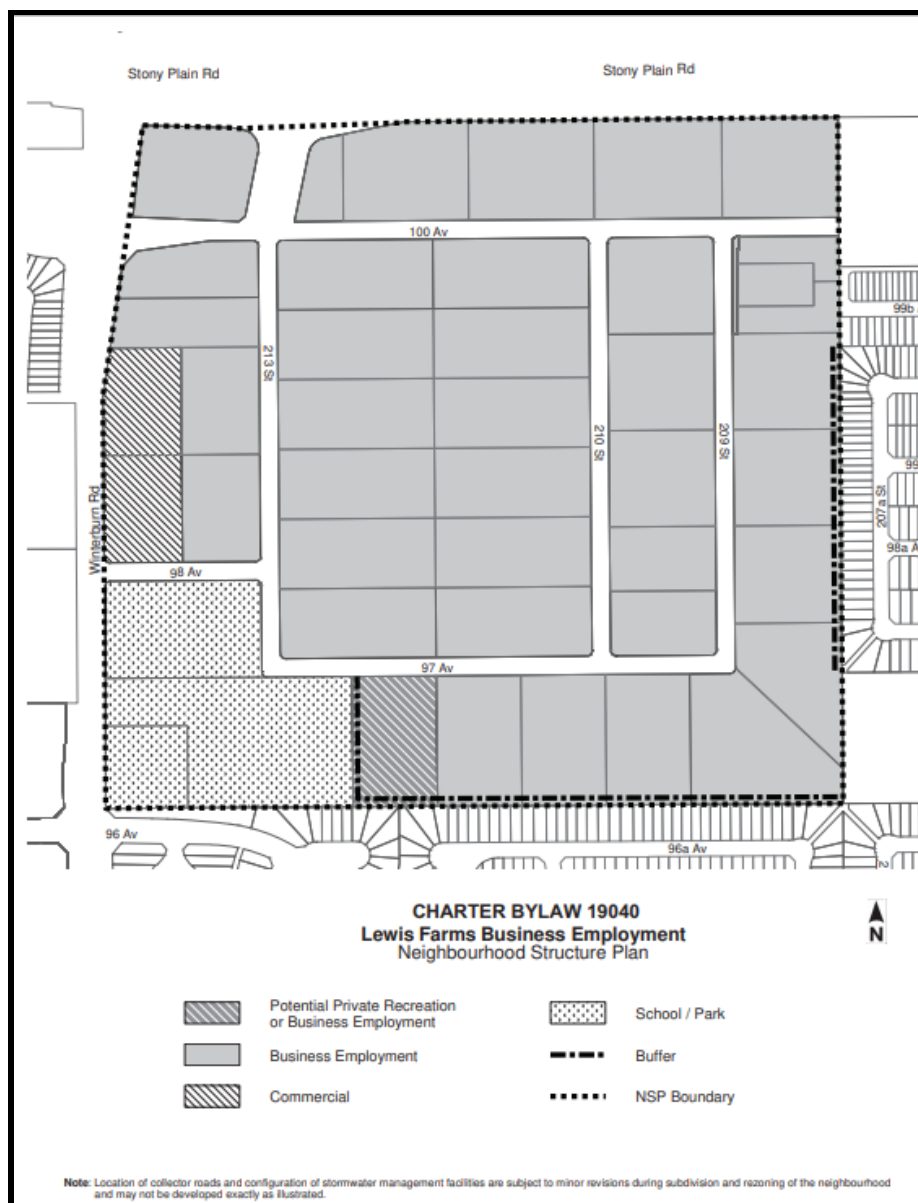 Stony Plain Rd
Stony Plain Rd
100 Av
99b A
213 St
210 St
209 St
207a St
99
98a A
Winterburn Rd
98 Av
97 Av
96 Av
96a Av
2
CHARTER BYLAW 19040
Lewis Farms Business Employment
Neighbourhood Structure Plan
N
Potential Private Recreation
or Business Employment
School / Park
Business Employment
Buffer
Commercial
NSP Boundary
Note: Location of collector roads and configuration of stormwater management facilities are subject to minor revisions during subdivision and rezoning of the neighbourhood
and may not be developed exactly as illustrated.